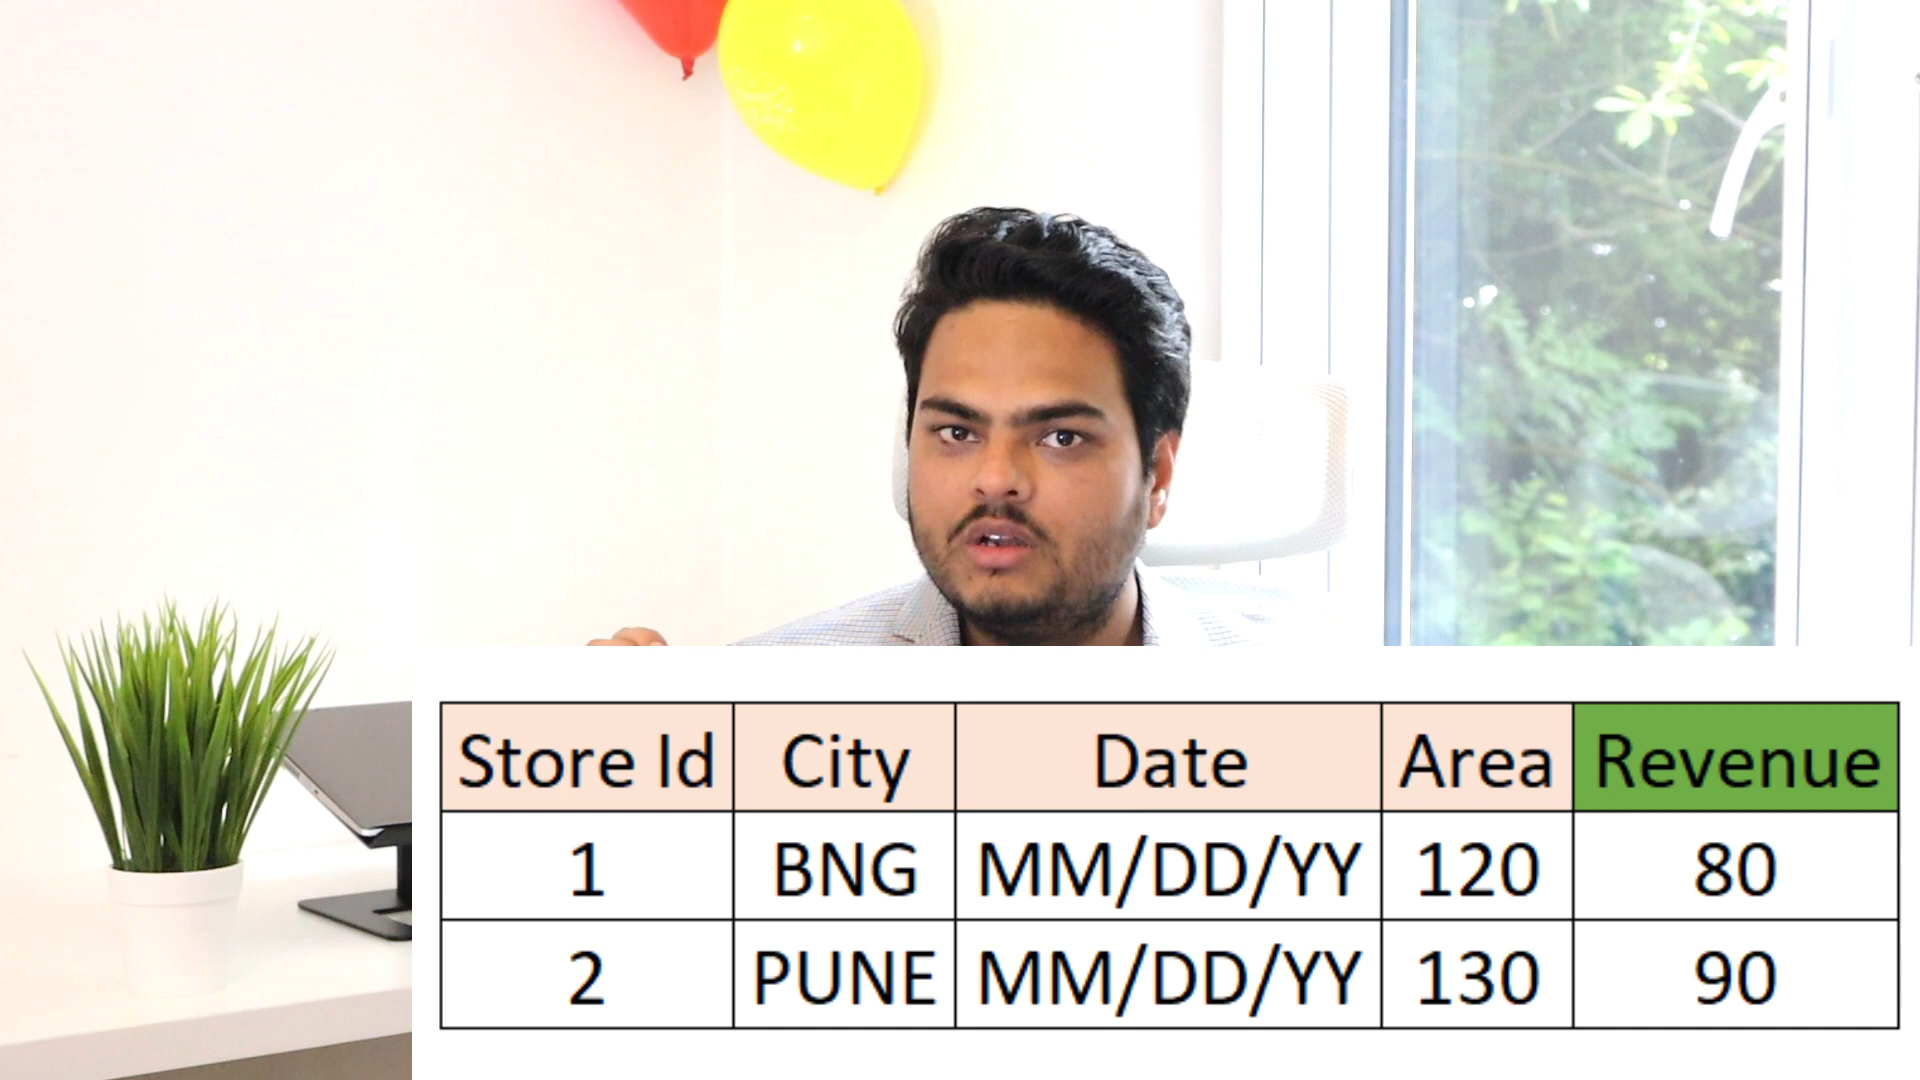 Store Id City Date Area Revenue
1 BNG MM/DD/YY 120 80
2 PUNE MM/DD/YY 130 90